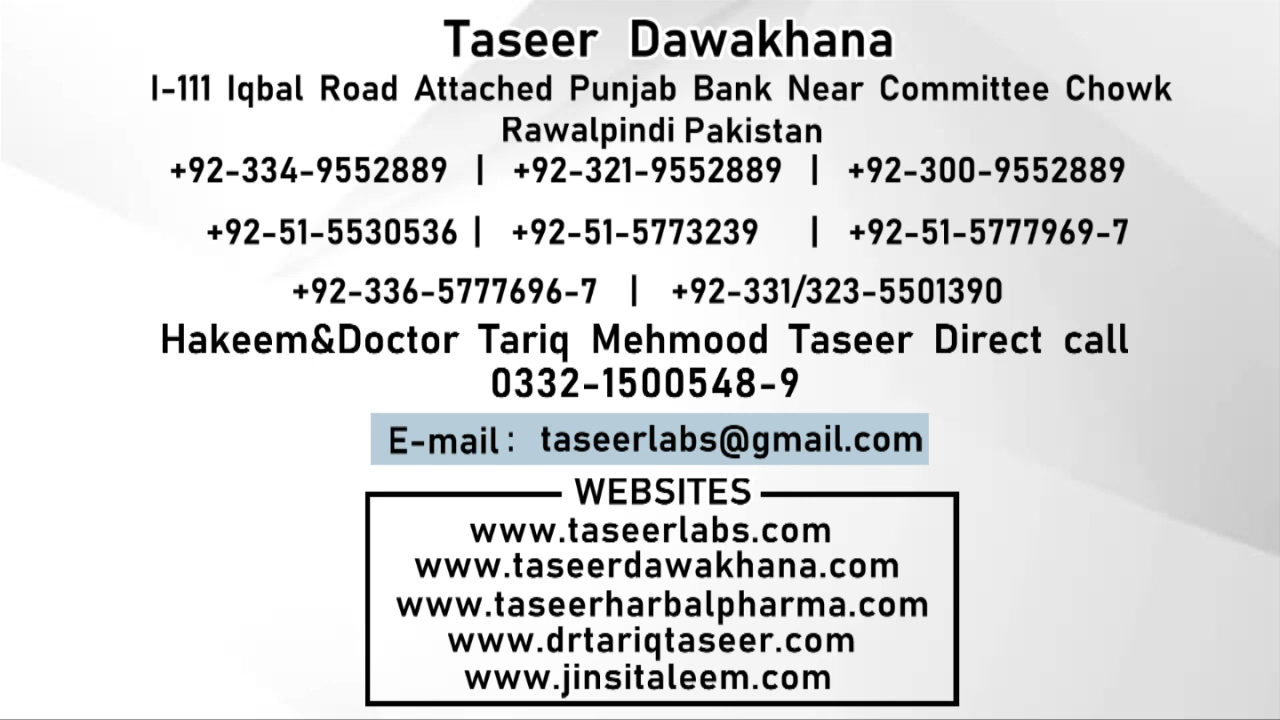 Taseer Dawakhana
I-111 Iqbal Road Attached Punjab Bank Near Committee Chowk
Rawalpindi Pakistan
+92-334-9552889 | +92-321-9552889 | +92-300-9552889
+92-51-5530536 | +92-51-5773239 | +92-51-5777969-7
+92-336-5777696-7 | +92-331/323-5501390
Hakeem&Doctor Tariq Mehmood Taseer Direct call
0332-1500548-9
E-mail : taseerlabs@gmail.com
WEBSITES
www.taseerlabs.com
www.taseerdawakhana.com
www.taseerharbalpharma.com
www.drtariqtaseer.com
www.jinsitaleem.com